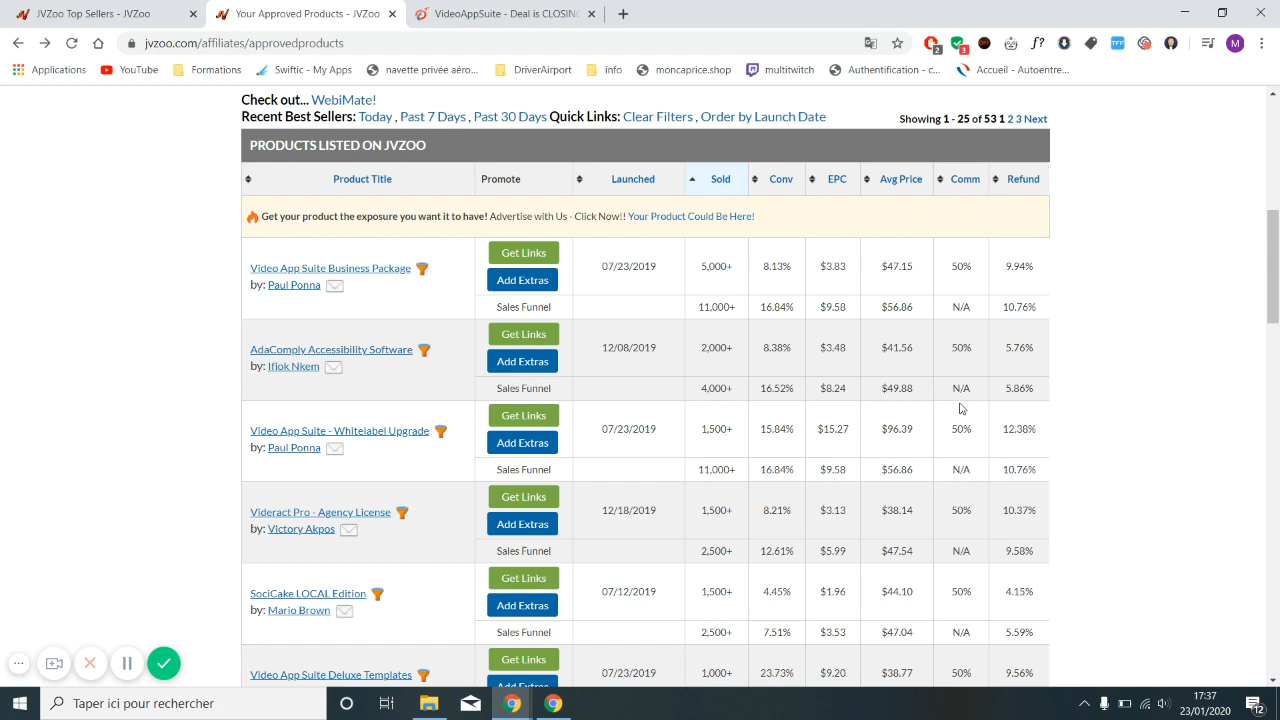 JVZoo Top Sellers - JVZoo
Your Approved Products - JVZoo
VideoAppSuite - Deal is CLOSING
jvzoo.com/affiliates/approvedproducts
2
3
OFF
f?
TFF
M
Applications
YouTube
Formations
Swiftic - My Apps
navette privée aéro...
DriverAirport
info
moncaprice.shop
multitwitch
Authentification - c...
Accueil - Autoentre...
Check out... WebiMate!
Recent Best Sellers: Today , Past 7 Days , Past 30 Days Quick Links: Clear Filters , Order by Launch Date
Showing 1 - 25 of 53 1 2 3 Next
PRODUCTS LISTED ON JVZOO
Product Title Promote Launched Sold Conv EPC Avg Price Comm Refund
Get your product the exposure you want it to have! Advertise with Us - Click Now!! Your Product Could Be Here!
Video App Suite Business Package
by: Paul Ponna
Get Links
Add Extras
07/23/2019 5,000+ 8.13% $3.83 $47.15 50% 9.94%
Sales Funnel 11,000+ 16.84% $9.58 $56.86 N/A 10.76%
AdaComply Accessibility Software
by: Ifiok Nkem
Get Links
Add Extras
12/08/2019 2,000+ 8.38% $3.48 $41.56 50% 5.76%
Sales Funnel 4,000+ 16.52% $8.24 $49.88 N/A 5.86%
Video App Suite - Whitelabel Upgrade
by: Paul Ponna
Get Links
Add Extras
07/23/2019 1,500+ 15.84% $15.27 $96.39 50% 12.38%
Sales Funnel 11,000+ 16.84% $9.58 $56.86 N/A 10.76%
Videract Pro - Agency License
by: Victory Akpos
Get Links
Add Extras
12/18/2019 1,500+ 8.21% $3.13 $38.14 50% 10.37%
Sales Funnel 2,500+ 12.61% $5.99 $47.54 N/A 9.58%
SociCake LOCAL Edition
by: Mario Brown
Get Links
Add Extras
07/12/2019 1,500+ 4.45% $1.96 $44.10 50% 4.15%
Sales Funnel 2,500+ 7.51% $3.53 $47.04 N/A 5.59%
Video App Suite Deluxe Templates
Get Links
Add Extras
07/23/2019 1,000+ 23.73% $9.20 $38.77 50% 9.56%
Taper ici pour rechercher
17:37
23/01/2020
12